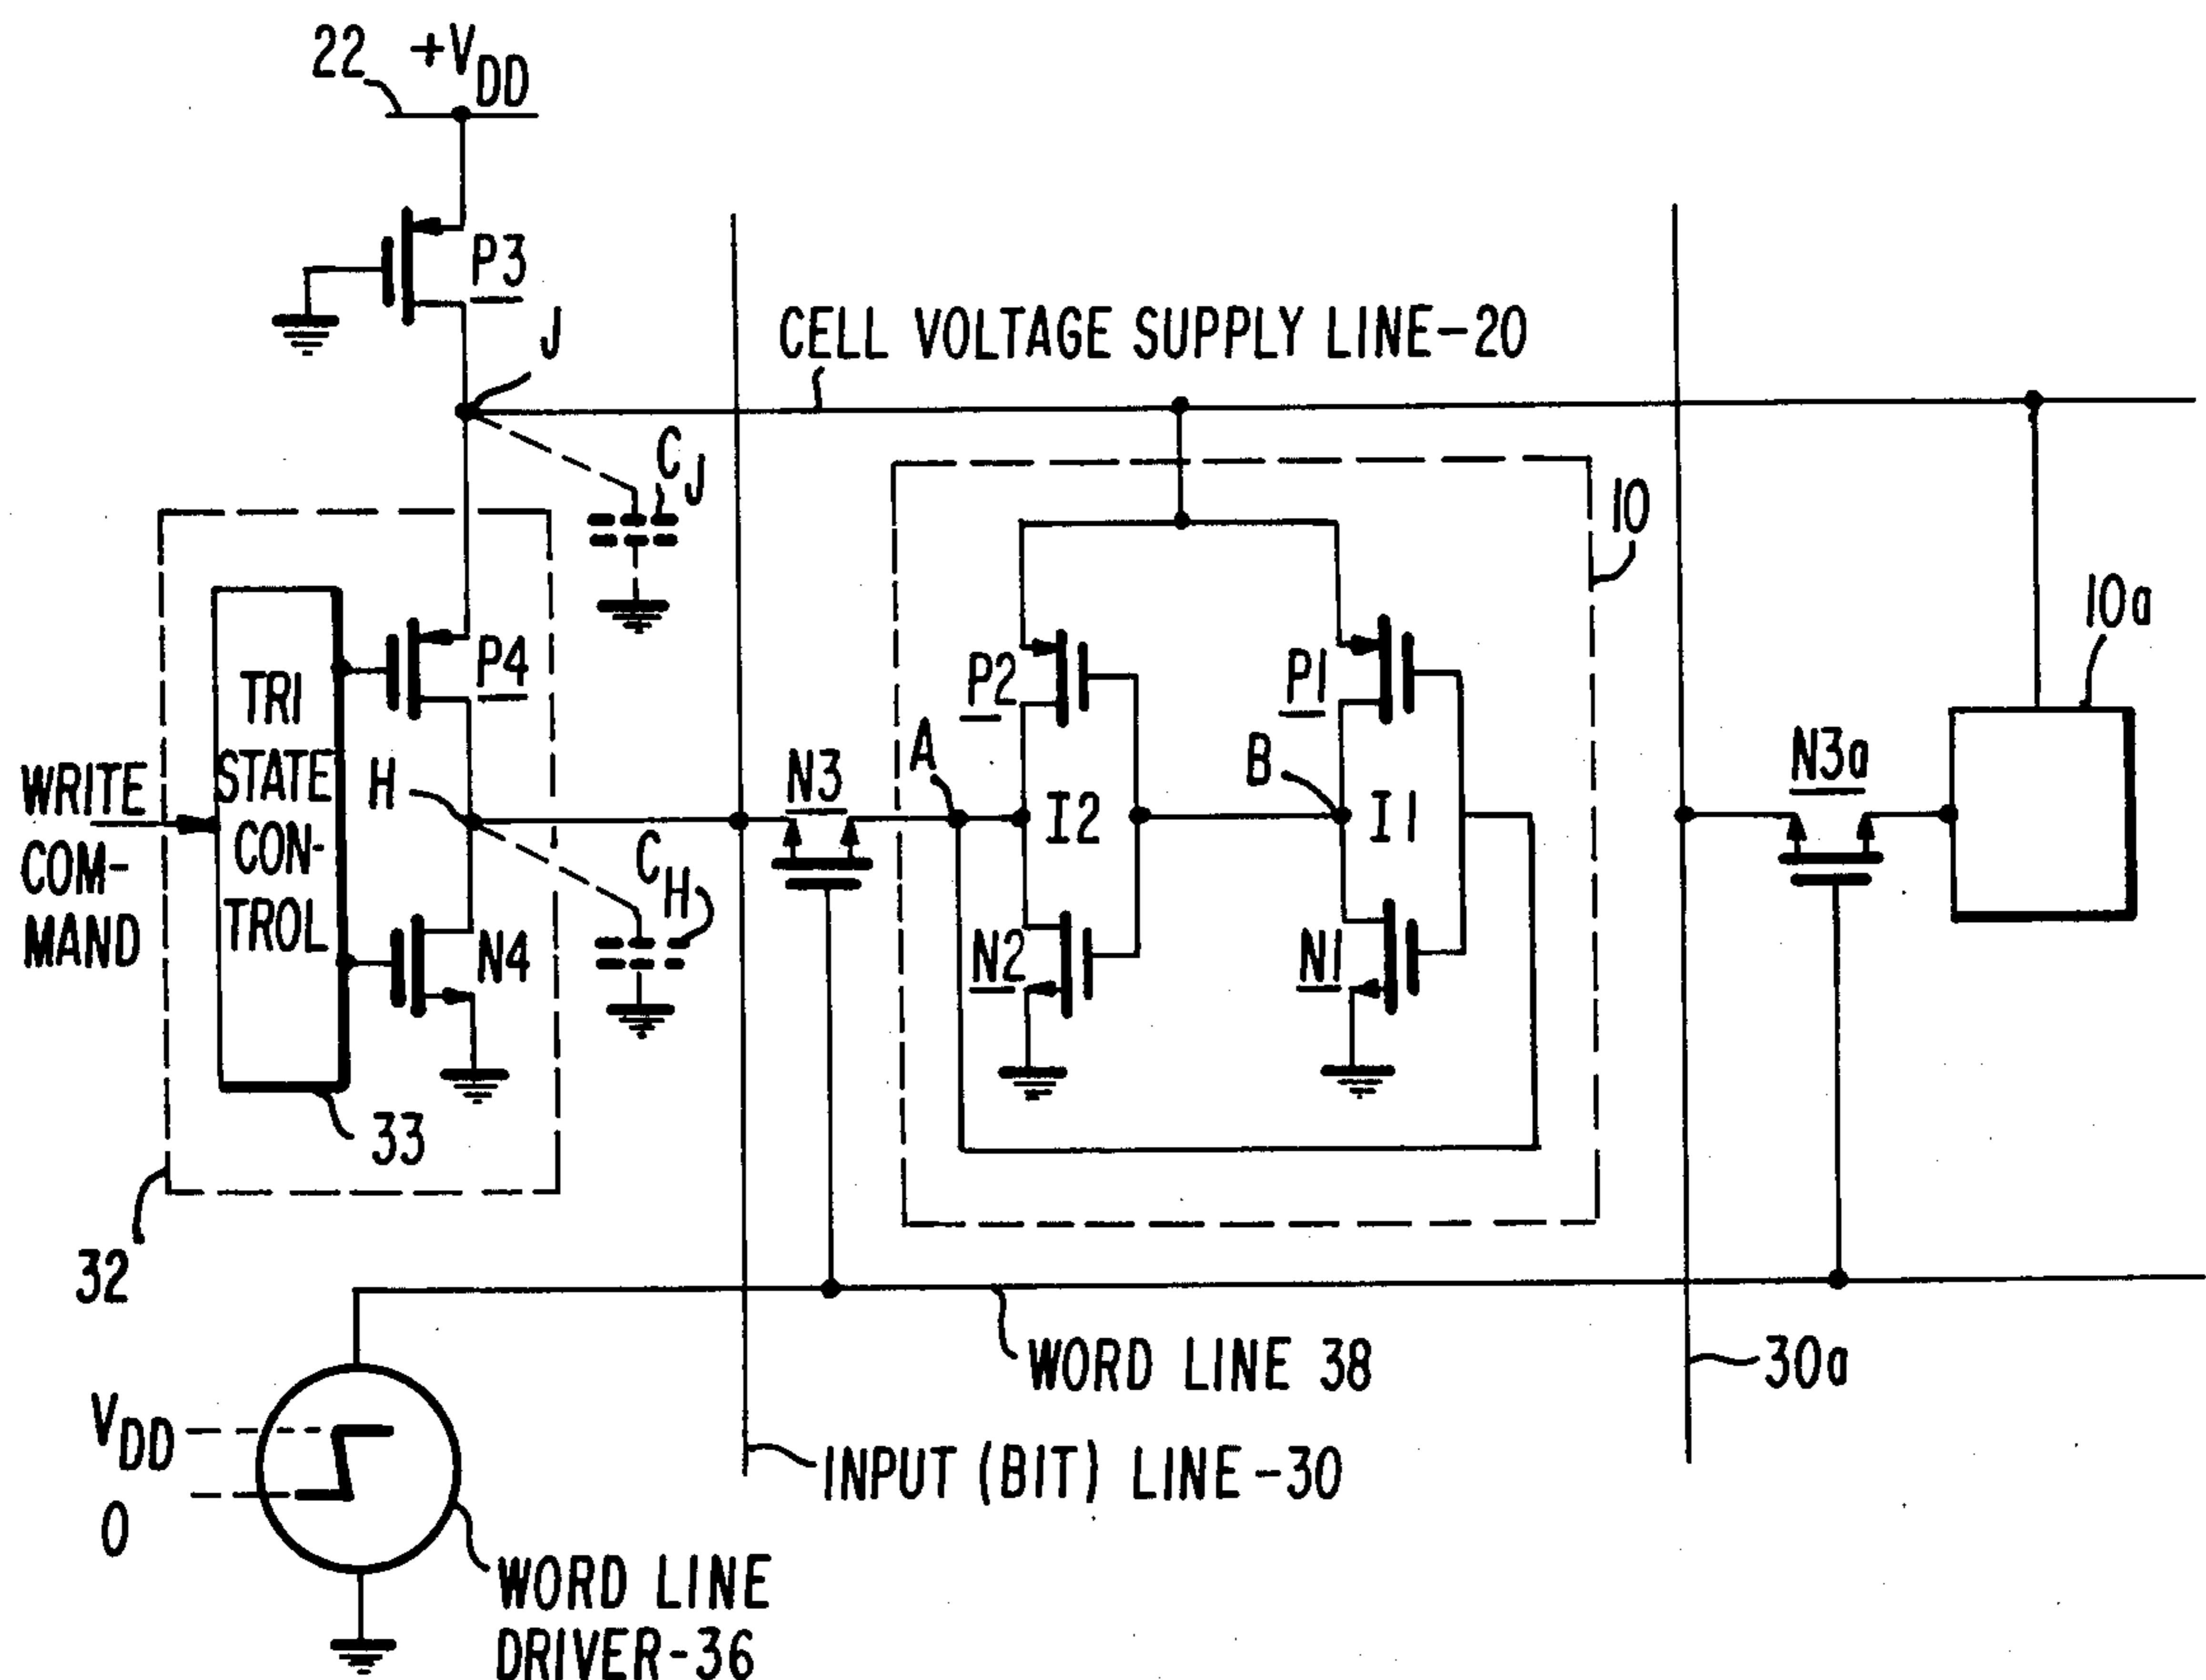 22
+VDD
P3
J
CELL VOLTAGE SUPPLY LINE-20
CJ
10
10a
P4
P2
P1
TRI
STATE
CON-
TROL
WRITE
COM-
MAND
H
N3
A
I2
B
I1
N3a
CH
N4
N2
N1
33
32
WORD LINE 38
30a
VDD
0
INPUT (BIT) LINE-30
WORD LINE
DRIVER-36